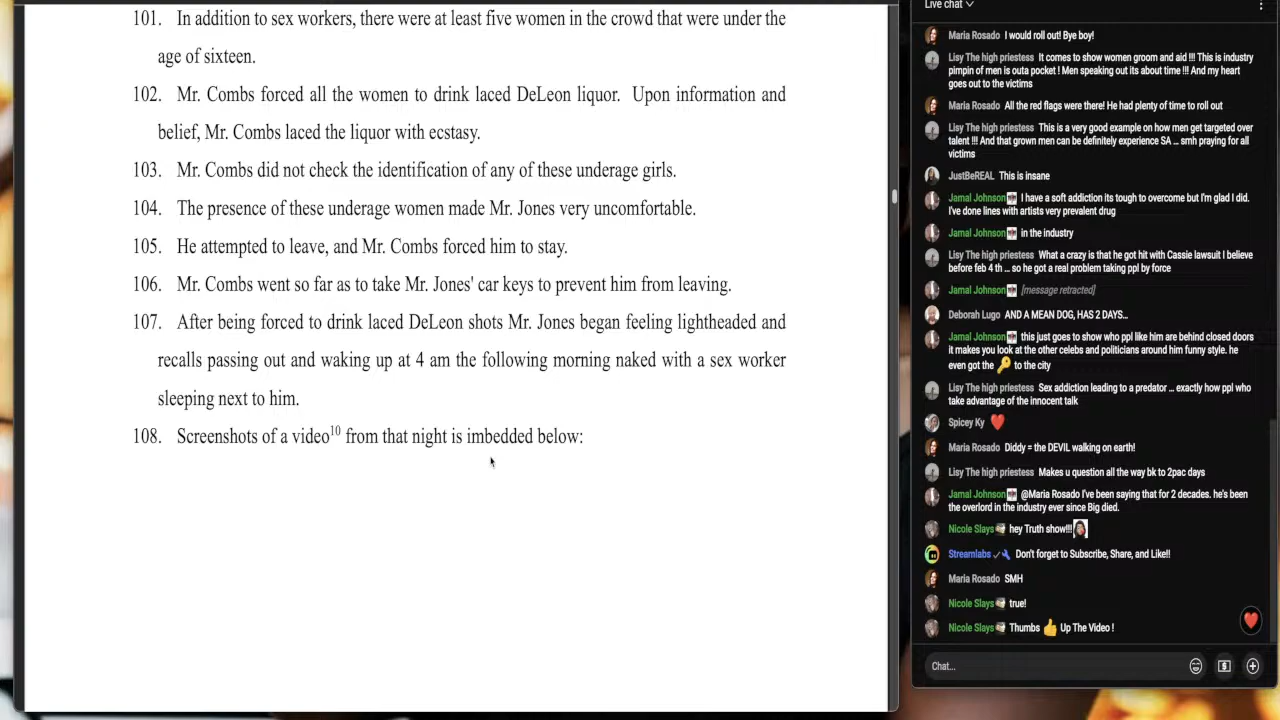 101. In addition to sex workers, there were at least five women in the crowd that were under the
age of sixteen.
102. Mr. Combs forced all the women to drink laced DeLeon liquor. Upon information and
belief, Mr. Combs laced the liquor with ecstasy.
103. Mr. Combs did not check the identification of any of these underage girls.
104. The presence of these underage women made Mr. Jones very uncomfortable.
105. He attempted to leave, and Mr. Combs forced him to stay.
106. Mr. Combs went so far as to take Mr. Jones' car keys to prevent him from leaving.
107. After being forced to drink laced DeLeon shots Mr. Jones began feeling lightheaded and
recalls passing out and waking up at 4 am the following morning naked with a sex worker
sleeping next to him.
108. Screenshots of a video10 from that night is imbedded below:
Live chat
Maria Rosado I would roll out! Bye boy!
Lisy The high priestess It comes to show women groom and aid !!! This is industry
pimpin of men is outa pocket ! Men speaking out its about time !!! And my heart
goes out to the victims
Maria Rosado All the red flags were there! He had plenty of time to roll out
Lisy The high priestess This is a very good example on how men get targeted over
talent !!! And that grown men can be definitely experience SA ... smh praying for all
victims
JustBeREAL This is insane
Jamal Johnson I have a soft addiction its tough to overcome but I'm glad I did.
I've done lines with artists very prevalent drug
Jamal Johnson in the industry
Lisy The high priestess What a crazy is that he got hit with Cassie lawsuit I believe
before feb 4 th ... so he got a real problem taking ppl by force
Jamal Johnson [message retracted]
Deborah Lugo AND A MEAN DOG, HAS 2 DAYS...
Jamal Johnson this just goes to show who ppl like him are behind closed doors
it makes you look at the other celebs and politicians around him funny style. he
even got the 🔑 to the city
Lisy The high priestess Sex addiction leading to a predator ... exactly how ppl who
take advantage of the innocent talk
Spicey Ky ❤️
Maria Rosado Diddy = the DEVIL walking on earth!
Lisy The high priestess Makes u question all the way bk to 2pac days
Jamal Johnson @Maria Rosado I've been saying that for 2 decades. he's been
the overlord in the industry ever since Big died.
Nicole Slays hey Truth show!!!
Streamlabs Don't forget to Subscribe, Share, and Like!!
Maria Rosado SMH
Nicole Slays true!
Nicole Slays Thumbs 👍 Up The Video !
Chat...